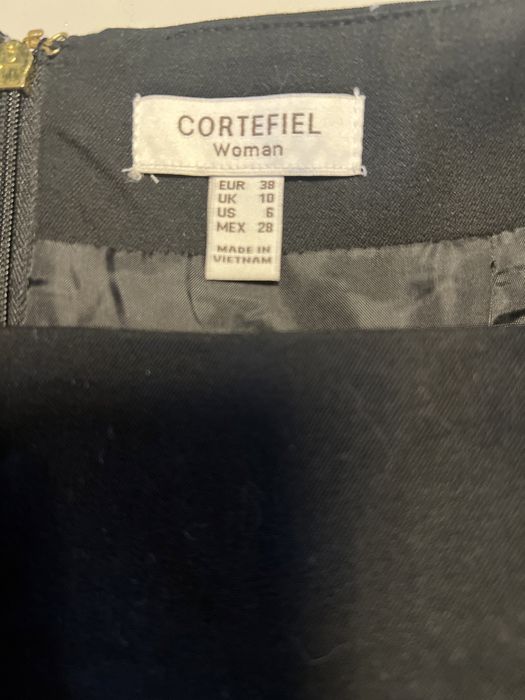 CORTEFIEL
Woman
EUR 38
UK 10
US 6
MEX 28
MADE IN
VIETNAM